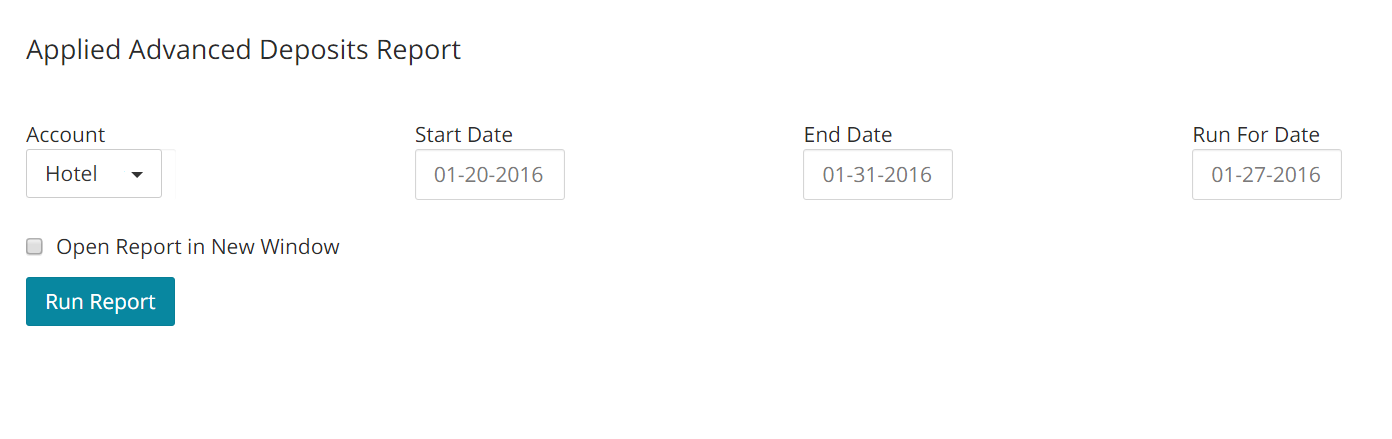 Applied Advanced Deposits Report
Account Start Date End Date Run For Date
Hotel 01-20-2016 01-31-2016 01-27-2016
Open Report in New Window
Run Report